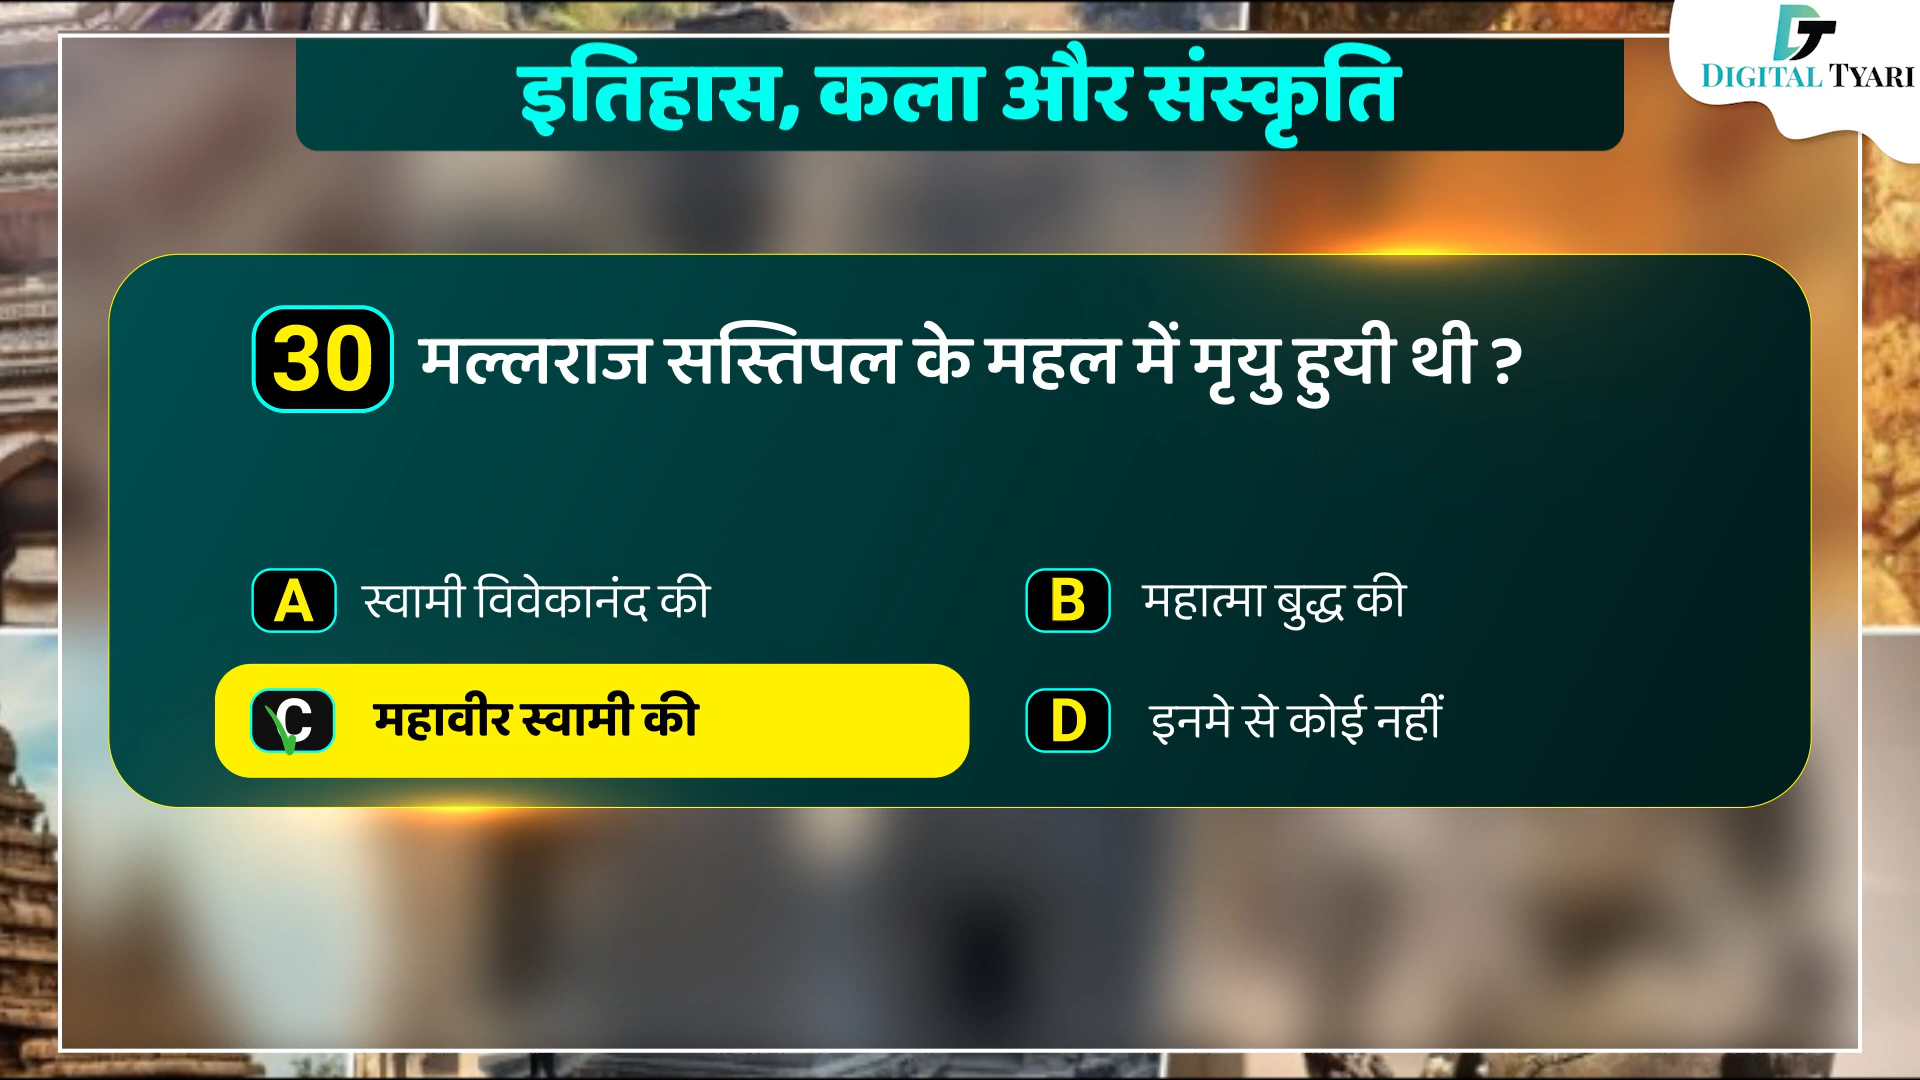 DIGITAL TYARI
इतिहास, कला और संस्कृति
30 मल्लराज सस्तिपल के महल में मृयु हुयी थी ?
A स्वामी विवेकानंद की
B महात्मा बुद्ध की
C महावीर स्वामी की
D इनमे से कोई नहीं